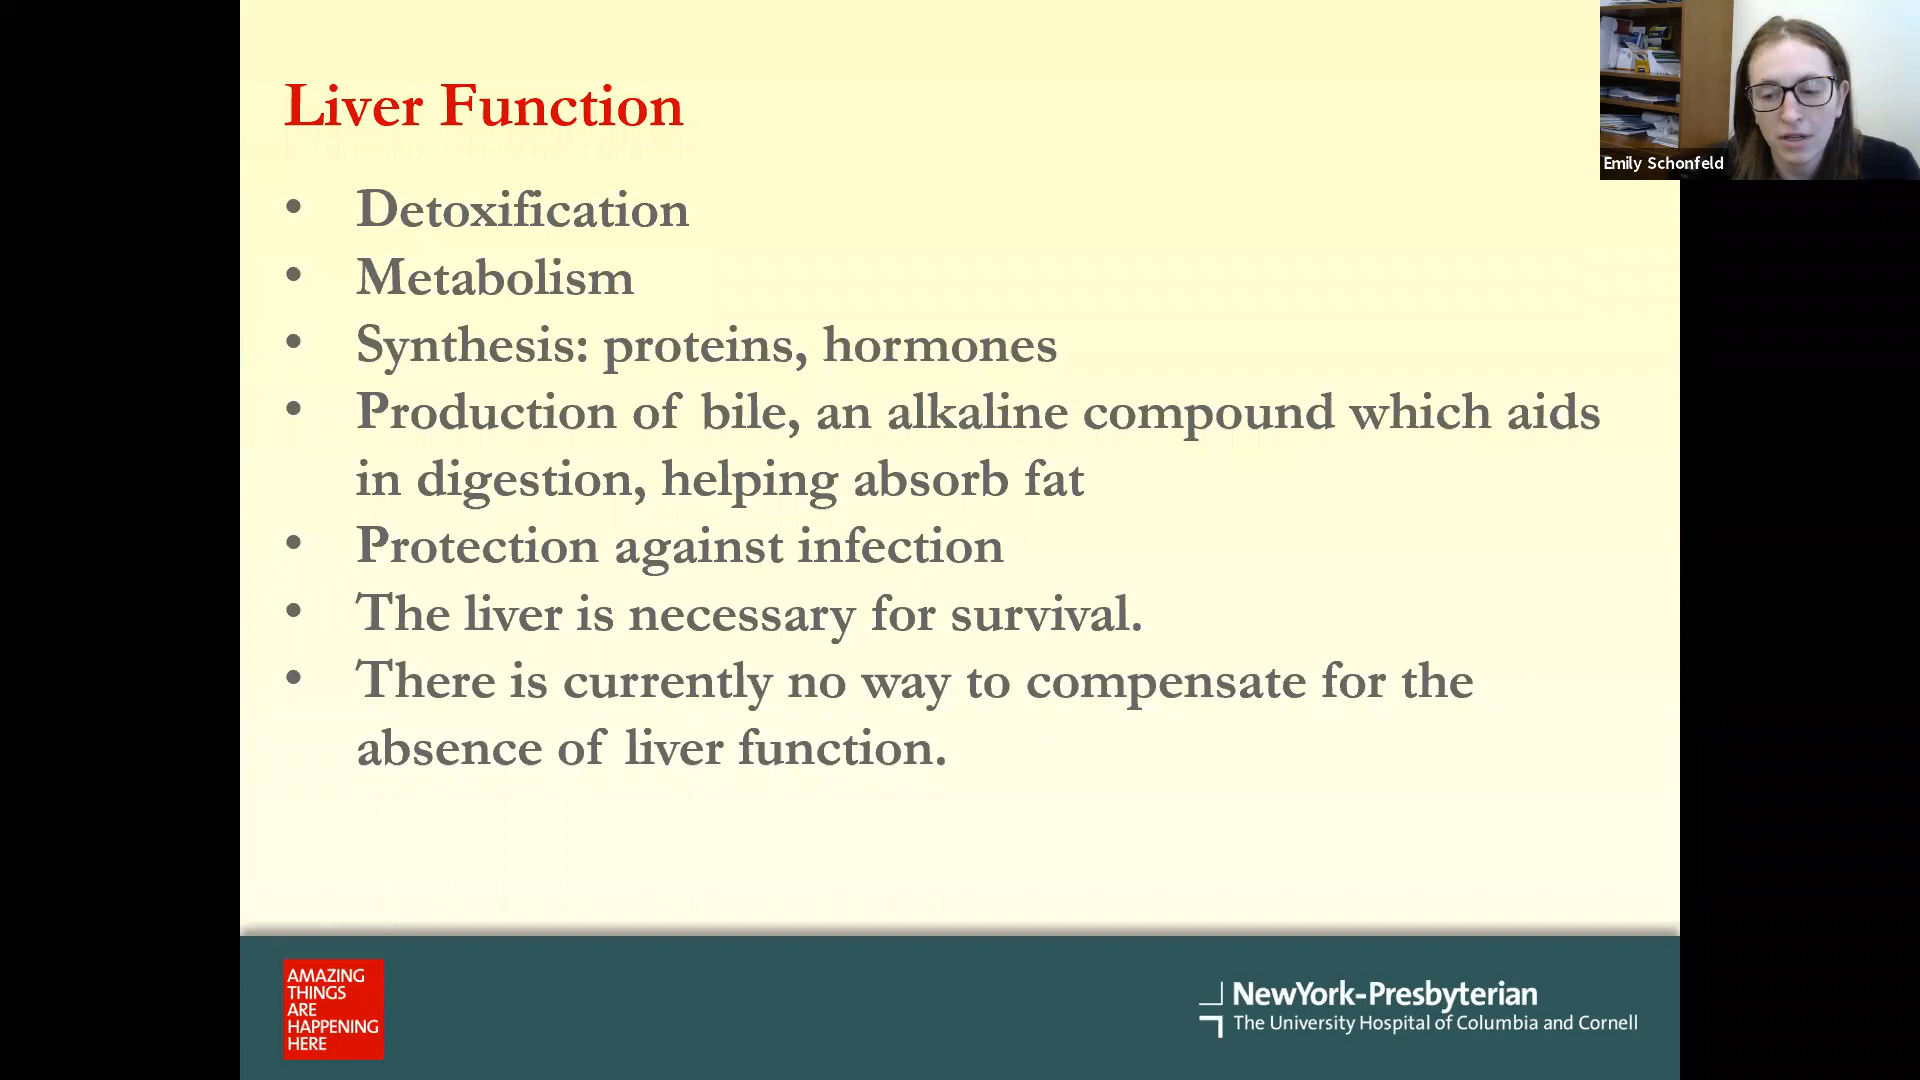 Liver Function
• Detoxification
• Metabolism
• Synthesis: proteins, hormones
• Production of bile, an alkaline compound which aids
in digestion, helping absorb fat
• Protection against infection
• The liver is necessary for survival.
• There is currently no way to compensate for the
absence of liver function.
Emily Schonfeld
AMAZING
THINGS
ARE
HAPPENING
HERE
NewYork-Presbyterian
The University Hospital of Columbia and Cornell